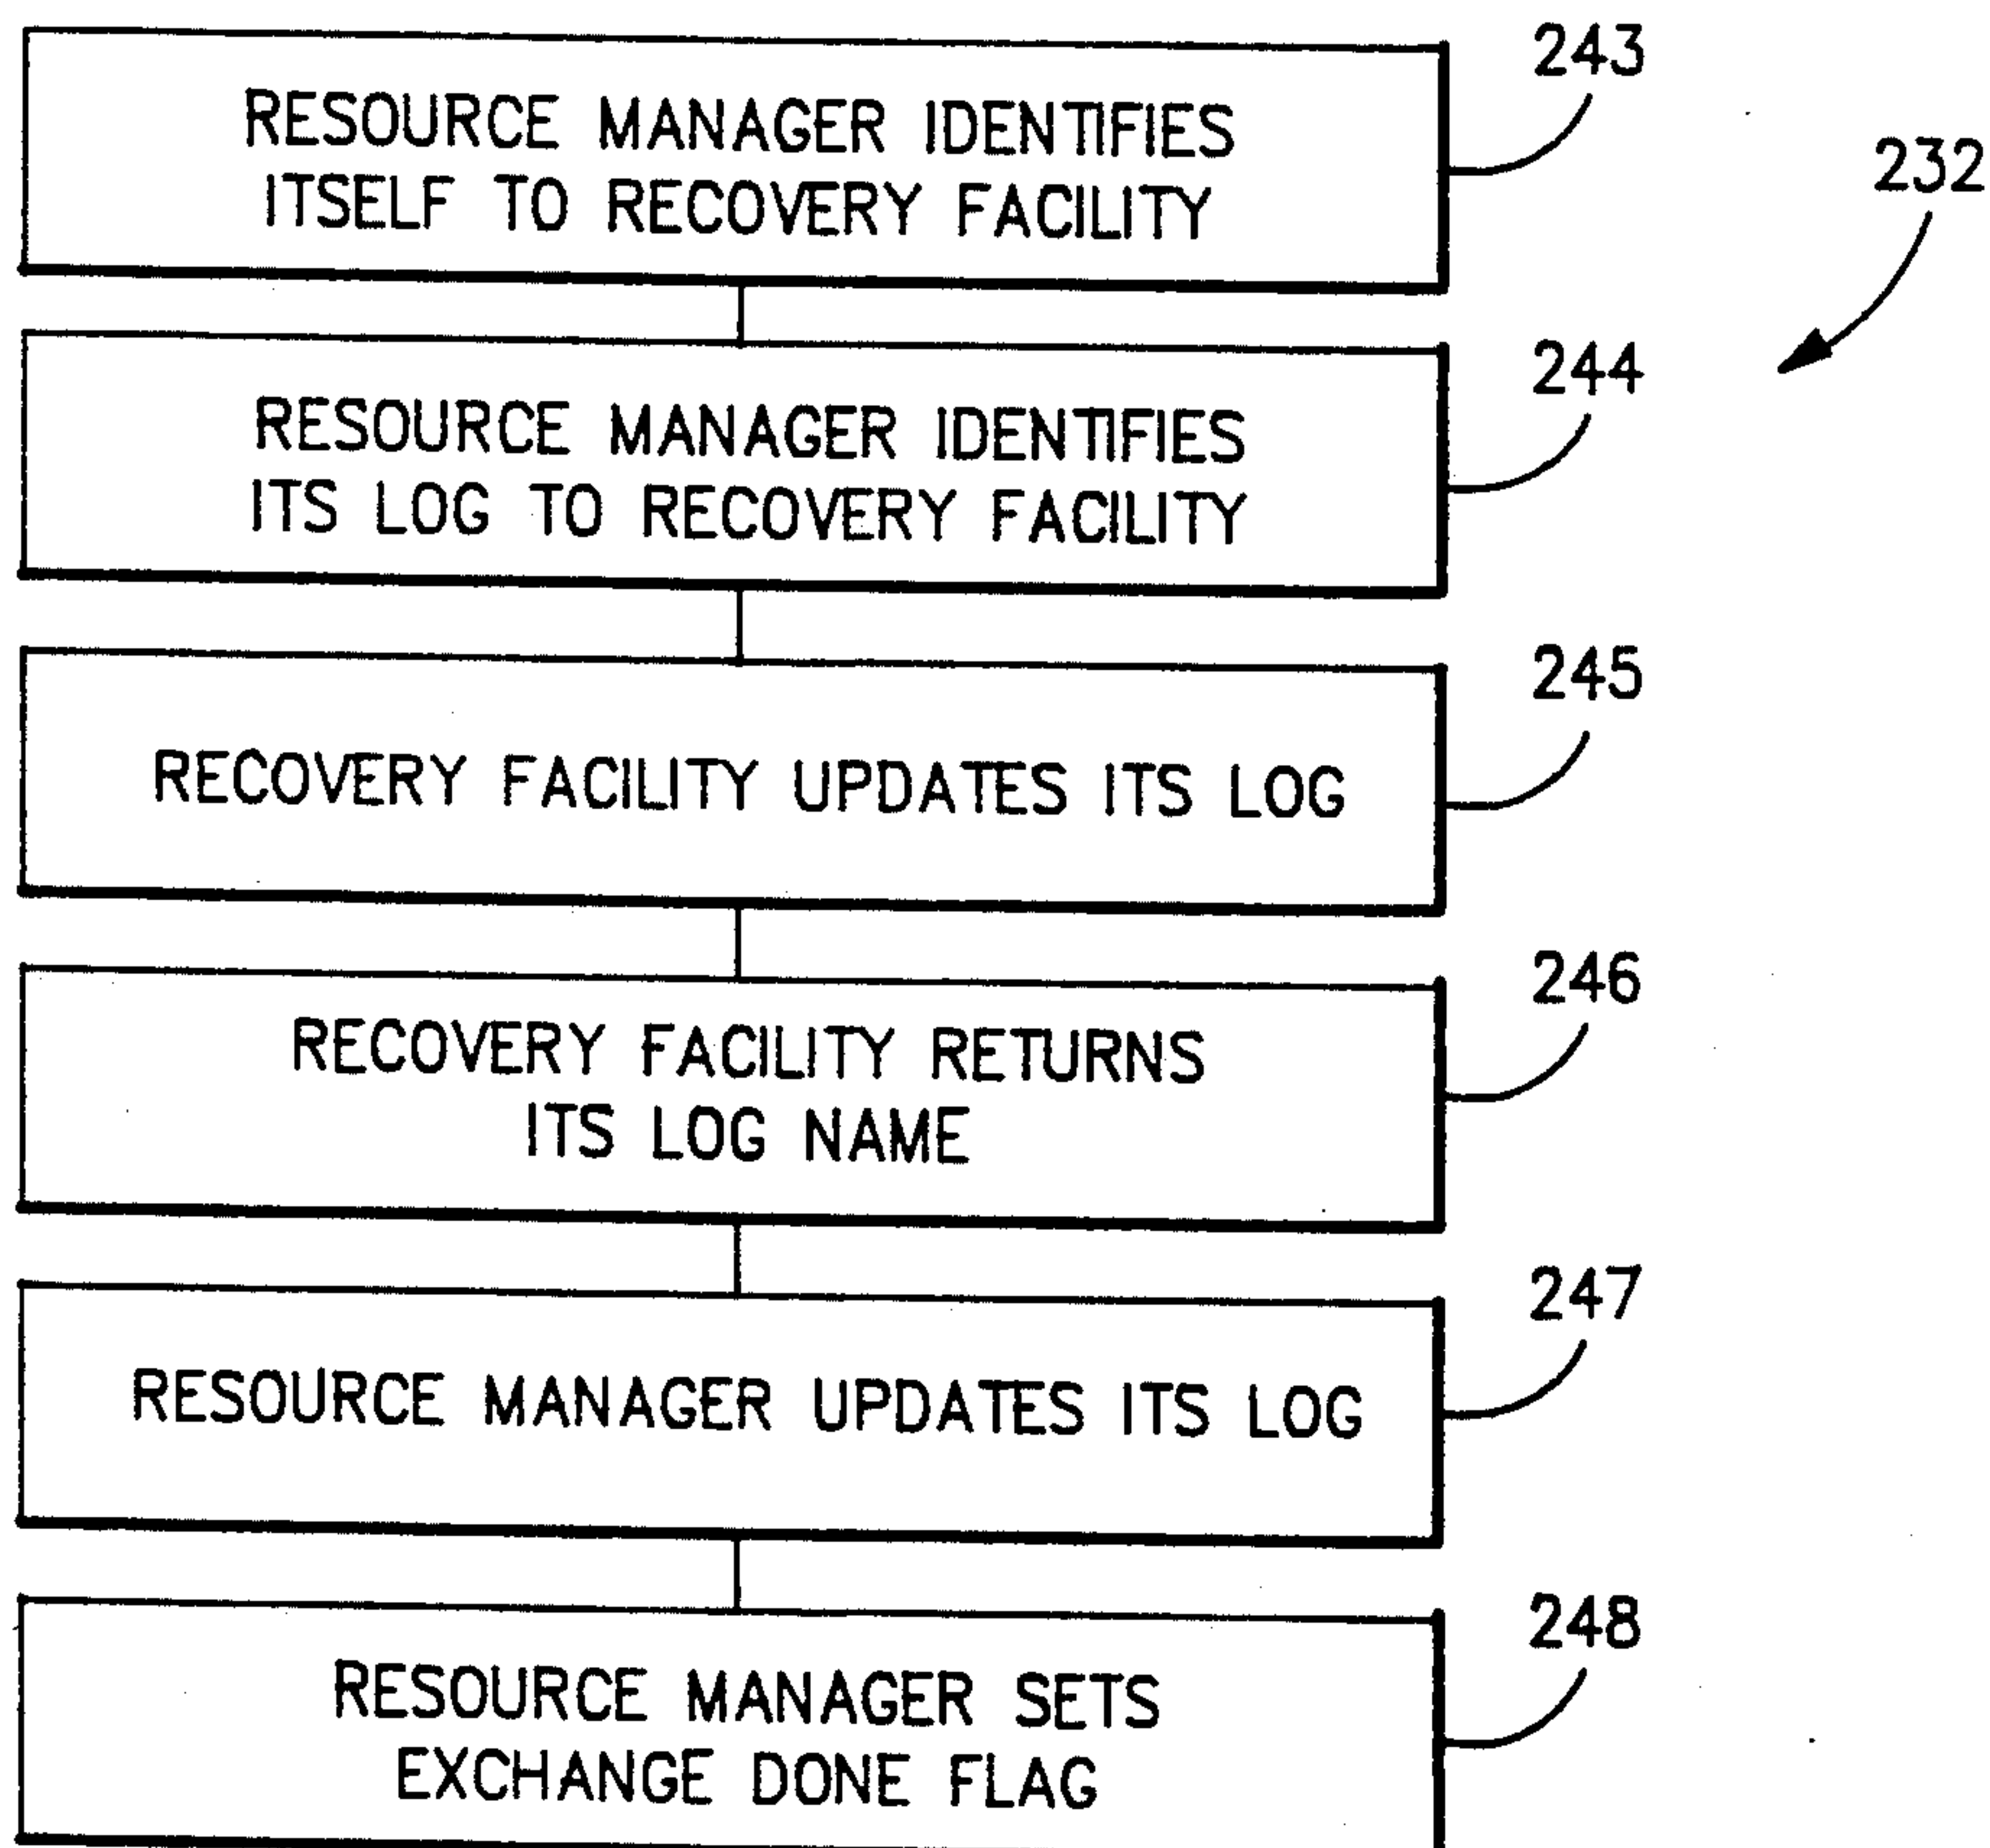 243
RESOURCE MANAGER IDENTIFIES
ITSELF TO RECOVERY FACILITY
232
244
RESOURCE MANAGER IDENTIFIES
ITS LOG TO RECOVERY FACILITY
245
RECOVERY FACILITY UPDATES ITS LOG
246
RECOVERY FACILITY RETURNS
ITS LOG NAME
247
RESOURCE MANAGER UPDATES ITS LOG
248
RESOURCE MANAGER SETS
EXCHANGE DONE FLAG